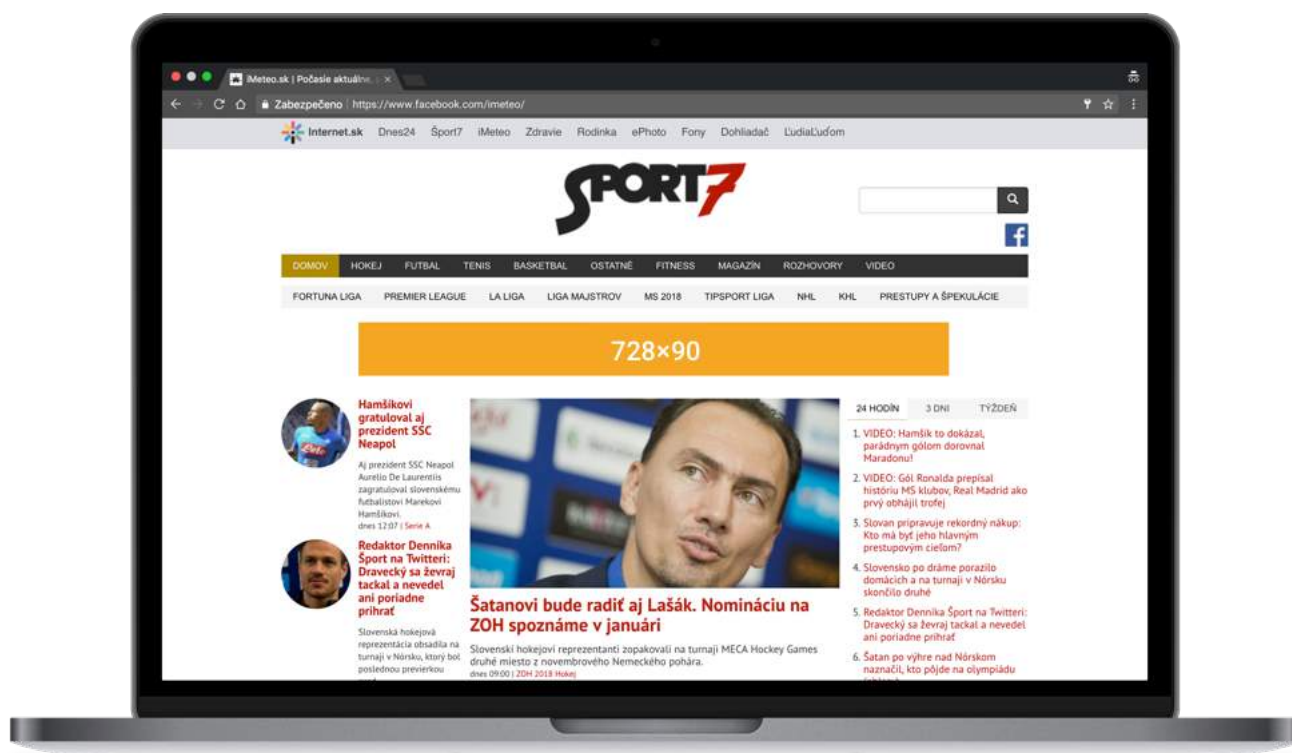 iMeteo.sk | Počasie aktuálne,
Zabezpečeno https://www.facebook.com/imeteo/
Internet.sk Dnes24 Šport7 iMeteo Zdravie Rodinka ePhoto Fony Dohliadač ĽudiaĽuďom
SPORT7
DOMOV HOKEJ FUTBAL TENIS BASKETBAL OSTATNÉ FITNESS MAGAZÍN ROZHOVORY VIDEO
FORTUNA LIGA PREMIER LEAGUE LA LIGA LIGA MAJSTROV MS 2018 TIPSPORT LIGA NHL KHL PRESTUPY A ŠPEKULÁCIE
728×90
Hamšíkovi
gratuloval aj
prezident SSC
Neapol
Aj prezident SSC Neapol
Aurelio De Laurentiis
zagratuloval slovenskému
futbalistovi Marekovi
Hamšíkovi.
dnes 12:07 | Serie A
Redaktor Denníka
Šport na Twitteri:
Dravecký sa ževraj
tackal a nevedel
ani poriadne
prihrať
Slovenská hokejová
reprezentácia obsadila na
turnaji v Nórsku, ktorý bol
poslednou previerkou
Šatanovi bude radiť aj Lašák. Nomináciu na
ZOH spoznáme v januári
Slovenskí hokejoví reprezentanti zopakovali na turnaji MECA Hockey Games
druhé miesto z novembrového Nemeckého pohára.
dnes 09:00 | ZOH 2018 Hokej
24 HODÍN 3 DNI TÝŽDEŇ
1. VIDEO: Hamšík to dokázal,
parádnym gólom dorovnal
Maradonu!
2. VIDEO: Gól Ronalda prepísal
históriu MS klubov, Real Madrid ako
prvý obhájil trofej
3. Slovan pripravuje rekordný nákup:
Kto má byť jeho hlavným
prestupovým cieľom?
4. Slovensko po dráme porazilo
domácich a na turnaji v Nórsku
skončilo druhé
5. Redaktor Denníka Šport na Twitteri:
Dravecký sa ževraj tackal a nevedel
ani poriadne prihrať
6. Šatan po výhre nad Nórskom
naznačil, kto pôjde na olympiádu